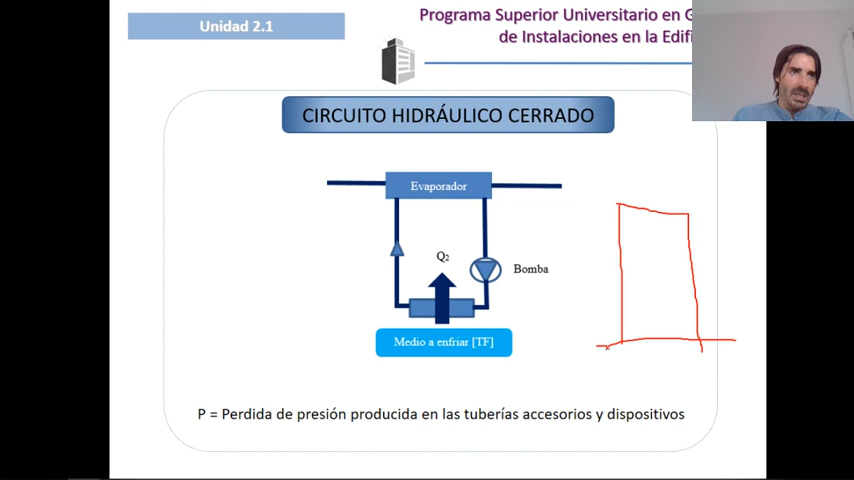 Unidad 2.1
Programa Superior Universitario en G
de Instalaciones en la Edifi
CIRCUITO HIDRÁULICO CERRADO
Evaporador
Q2
Bomba
Medio a enfriar [TF]
P = Perdida de presión producida en las tuberías accesorios y dispositivos